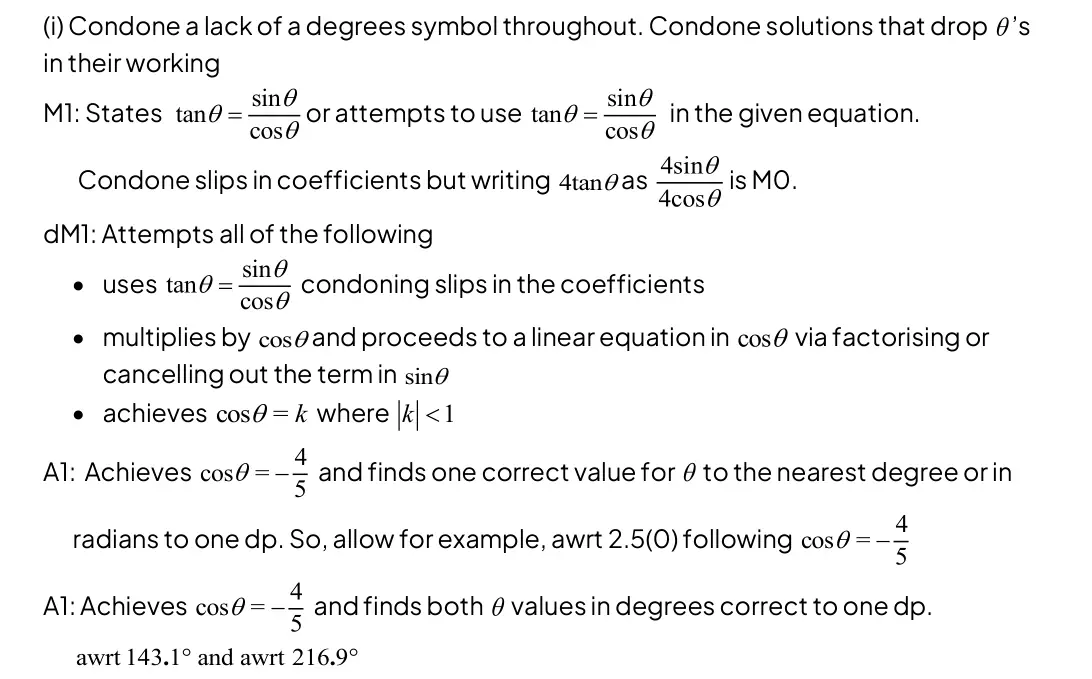 (i) Condone a lack of a degrees symbol throughout. Condone solutions that drop θ's
in their working
M1: States tanθ = sinθ/cosθ or attempts to use tanθ = sinθ/cosθ in the given equation.
Condone slips in coefficients but writing 4tanθ as 4sinθ/4cosθ is M0.
dM1: Attempts all of the following
• uses tanθ = sinθ/cosθ condoning slips in the coefficients
• multiplies by cosθ and proceeds to a linear equation in cosθ via factorising or
cancelling out the term in sinθ
• achieves cosθ = k where |k| < 1
A1: Achieves cosθ = −4/5 and finds one correct value for θ to the nearest degree or in
radians to one dp. So, allow for example, awrt 2.5(0) following cosθ = −4/5
A1: Achieves cosθ = −4/5 and finds both θ values in degrees correct to one dp.
awrt 143.1° and awrt 216.9°